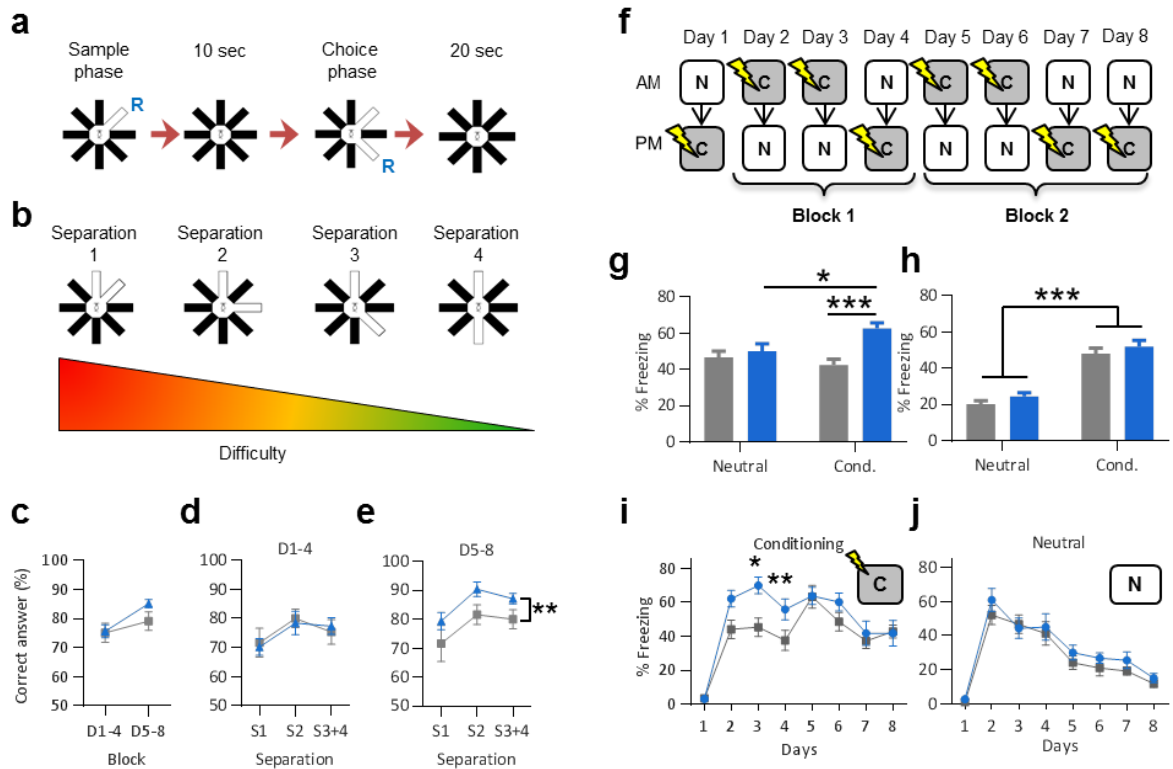 a
Sample phase
10 sec
Choice phase
20 sec
R
R
b
Separation 1
Separation 2
Separation 3
Separation 4
Difficulty
c
Correct answer (%)
100
90
80
70
60
50
D1-4 D5-8
Block
d
D1-4
100
90
80
70
60
50
S1 S2 S3+4
Separation
e
D5-8
100
90
80
70
60
50
**
S1 S2 S3+4
Separation
f
Day 1 Day 2 Day 3 Day 4 Day 5 Day 6 Day 7 Day 8
AM
N C C N C C N N
PM
C N N C N N C C
Block 1
Block 2
g
% Freezing
80
60
40
20
0
*
***
Neutral Cond.
h
% Freezing
80
60
40
20
0
***
Neutral Cond.
i
Conditioning
C
% Freezing
80
60
40
20
0
* **
1 2 3 4 5 6 7 8
Days
j
Neutral
N
80
60
40
20
0
1 2 3 4 5 6 7 8
Days